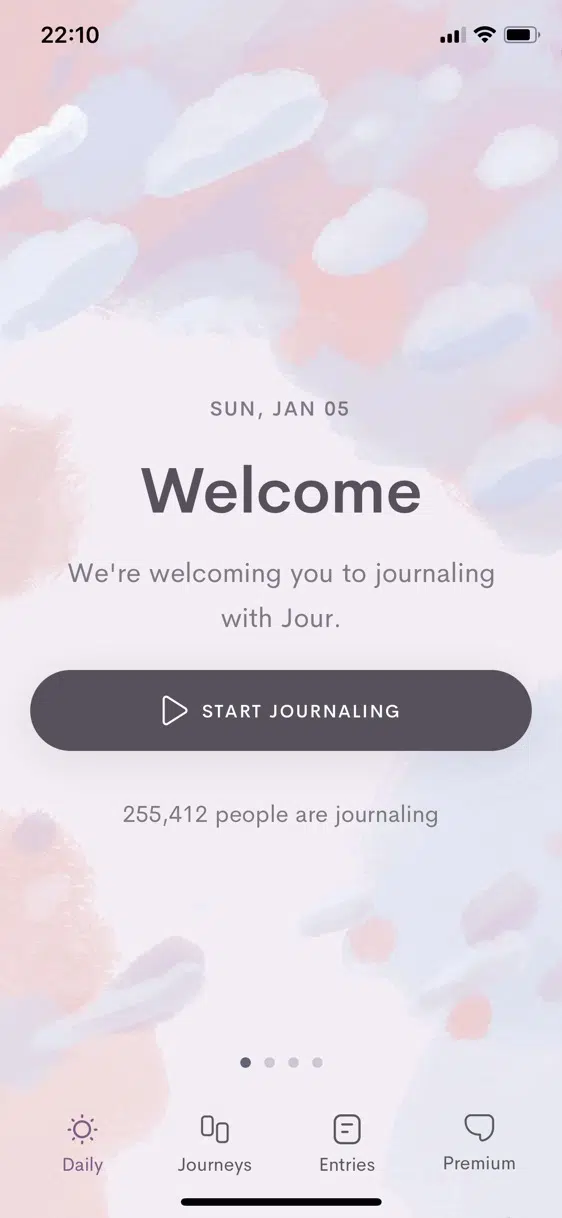 22:10
SUN, JAN 05
Welcome
We're welcoming you to journaling
with Jour.
START JOURNALING
255,412 people are journaling
Daily
Journeys
Entries
Premium